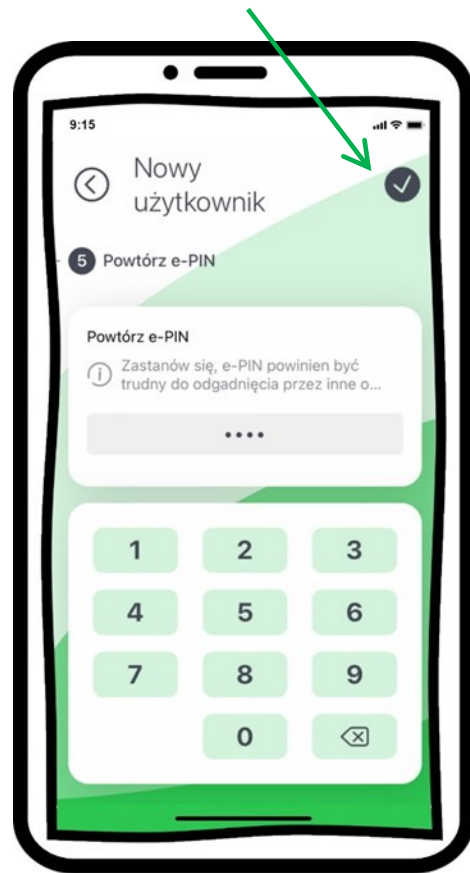 9:15
Nowy
użytkownik
5 Powtórz e-PIN
Powtórz e-PIN
Zastanów się, e-PIN powinien być
trudny do odgadnięcia przez inne o...
••••
1 2 3
4 5 6
7 8 9
0